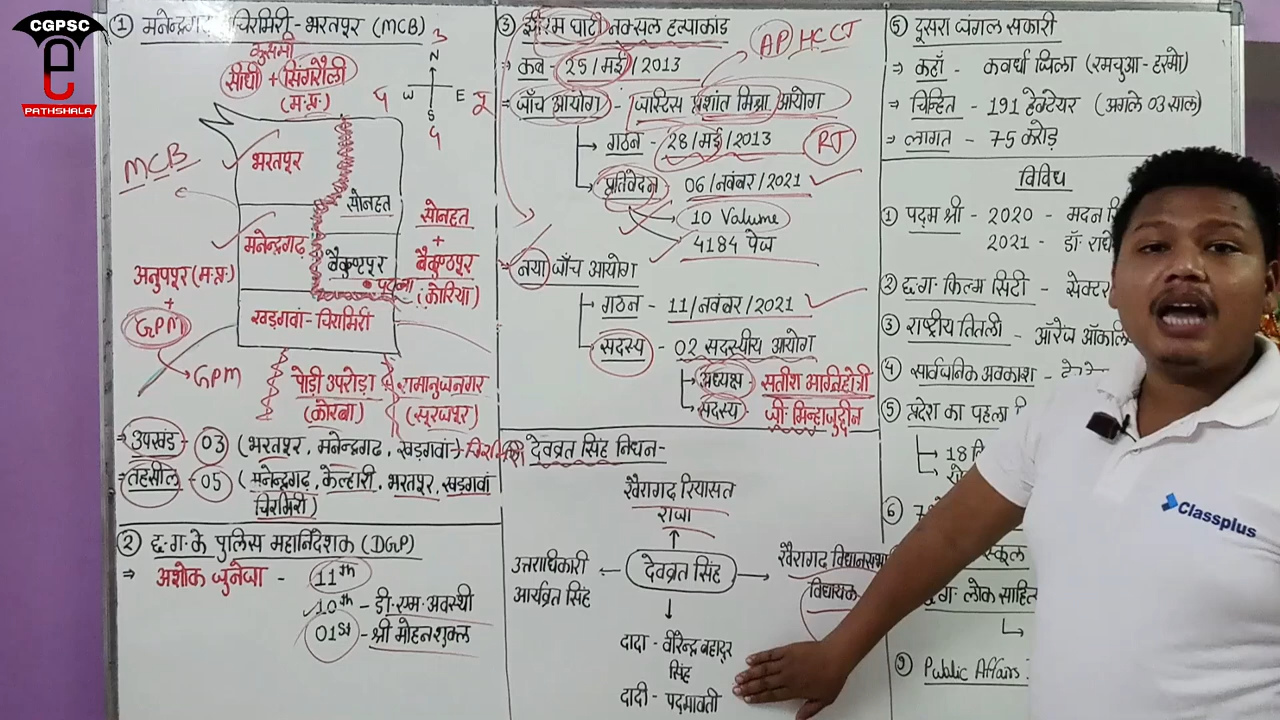 CGPSC
PATHSHALA
① मनेन्द्रगढ़ - चिरमिरी - भरतपुर (MCB)
कुसमी
सीधी + सिंगरौली
(म.प्र.)
N
W E
S
MCB
भरतपुर
सोनहत
मनेन्द्रगढ़
बैकुण्ठपुर
पटना
सोनहत
+
बैकुण्ठपुर
(कोरिया)
अनुपपुर (म.प्र.)
+
GPM
GPM
खड़गवां - चिरमिरी
पोड़ी उपरोड़ा
(कोरबा)
रामानुजनगर
(सूरजपुर)
→ उपखंड - 03 (भरतपुर, मनेन्द्रगढ़, खड़गवां - चिरमिरी)
→ तहसील - 05 (मनेन्द्रगढ़, केल्हारी, भरतपुर, खड़गवां
चिरमिरी)
② छ.ग. के पुलिस महानिदेशक (DGP)
⇒ अशोक जुनेजा - 11th
10th - डी.एम. अवस्थी
01st - श्री मोहन शुक्ल
③ झीरम घाटी नक्सल हत्याकांड
AP HCCJ
⇒ कब - 25/मई/2013
⇒ जाँच आयोग - जास्टिस प्रशांत मिश्रा आयोग
→ गठन - 28/मई/2013
RJ
→ प्रतिवेदन 06/नवंबर/2021
10 Volume
4184 पेज
⇒ नया जाँच आयोग
गठन - 11/नवंबर/2021
सदस्य - 02 सदस्यीय आयोग
→ अध्यक्ष - सतीश अग्निहोत्री
→ सदस्य - जी. मिन्हाजुद्दीन
देवव्रत सिंह निधन -
खैरागढ़ रियासत
राजा
उत्तराधिकारी
आर्यव्रत सिंह
देवव्रत सिंह
खैरागढ़ विधानसभा
विधायक
दादा - वीरेन्द्र बहादुर
सिंह
दादी - पद्मावती
⑤ दूसरा जंगल सफारी
⇒ कहाँ - कवर्धा जिला (रमचुआ - हरमो)
⇒ चिन्हित - 191 हेक्टेयर (अगले 03 साल)
⇒ लागत - 75 करोड़
विविध
① पद्म श्री - 2020 - मदन
2021 - डॉ राधे
② छ.ग. फिल्म सिटी - सेक्टर
③ राष्ट्रीय तितली - ऑरेंज ऑकलि
④ सार्वजनिक अवकाश -
⑤ प्रदेश का पहला
→ 18
⑥
स्कूल
छ.ग. लोक साहित
⑨ Public Affairs :
Classplus